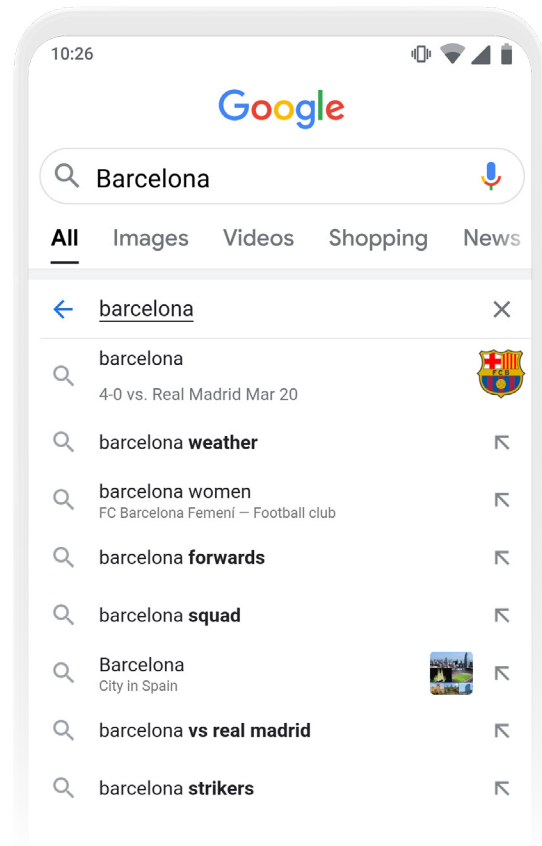 10:26
Google
Barcelona
All Images Videos Shopping News
barcelona
barcelona
4-0 vs. Real Madrid Mar 20
FCB
barcelona weather
barcelona women
FC Barcelona Femení — Football club
barcelona forwards
barcelona squad
Barcelona
City in Spain
barcelona vs real madrid
barcelona strikers